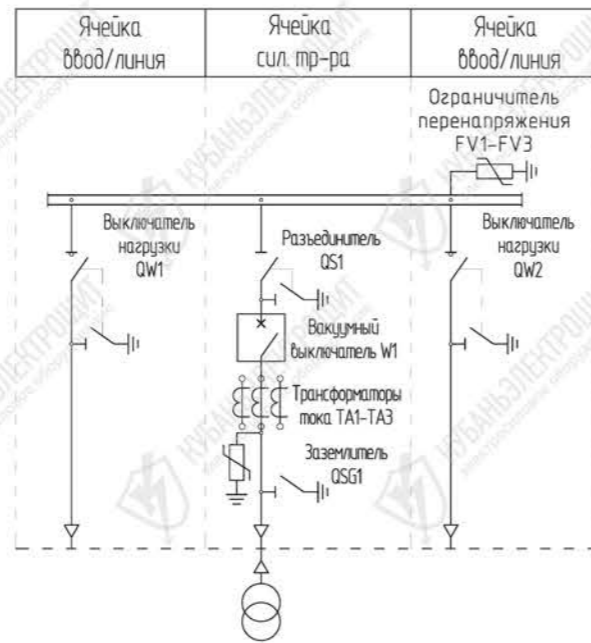 Ячейка
ввод/линия
Ячейка
сил. тр-ра
Ячейка
ввод/линия
Ограничитель
перенапряжения
FV1-FV3
Выключатель
нагрузки
QW1
Разъединитель
QS1
Выключатель
нагрузки
QW2
Вакуумный
выключатель W1
Трансформаторы
тока TA1-TA3
Заземлитель
QSG1
КУБАНЬЭЛЕКТРОЩИТ